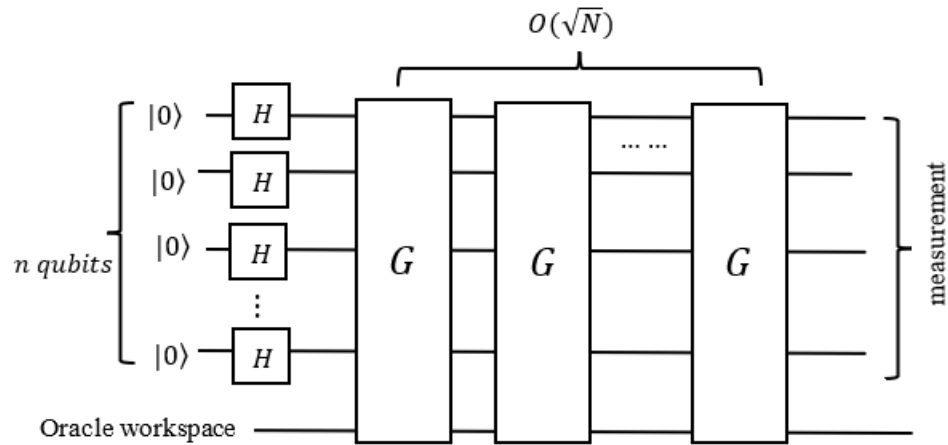 O(√N)
|0⟩ H
|0⟩ H
n qubits |0⟩ H G G … … G measurement
⋮
|0⟩ H
Oracle workspace